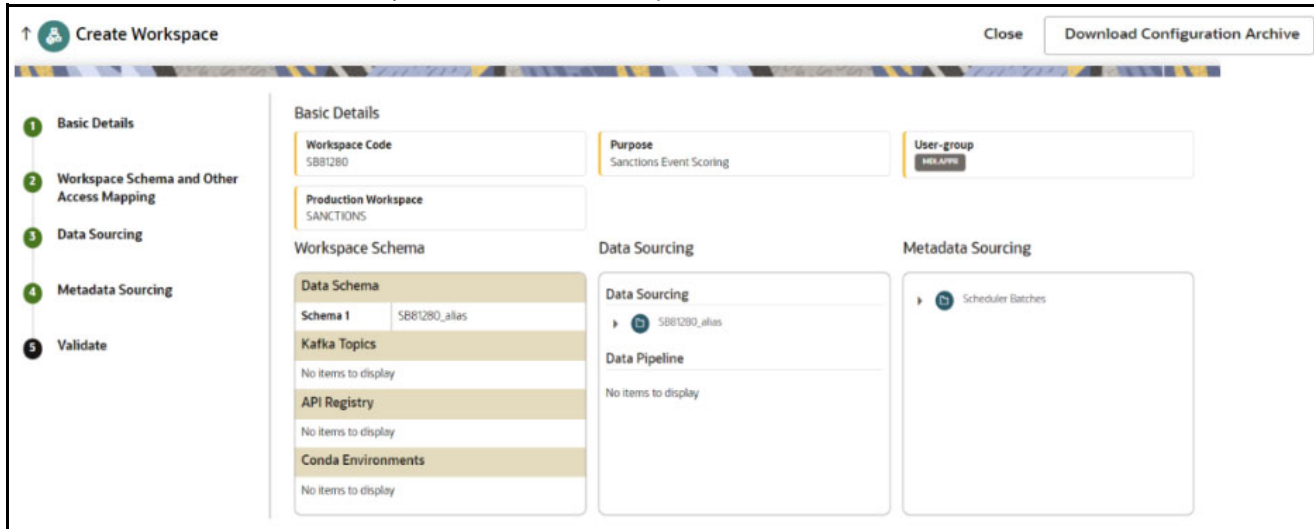 Create Workspace
Close
Download Configuration Archive
1 Basic Details
2 Workspace Schema and Other
Access Mapping
3 Data Sourcing
4 Metadata Sourcing
5 Validate
Basic Details
Workspace Code
SB81280
Purpose
Sanctions Event Scoring
User-group
Production Workspace
SANCTIONS
Workspace Schema
Data Schema
Schema 1 SB81280_alias
Kafka Topics
No items to display
API Registry
No items to display
Conda Environments
No items to display
Data Sourcing
Data Sourcing
SB81280_alias
Data Pipeline
No items to display
Metadata Sourcing
Scheduler Batches